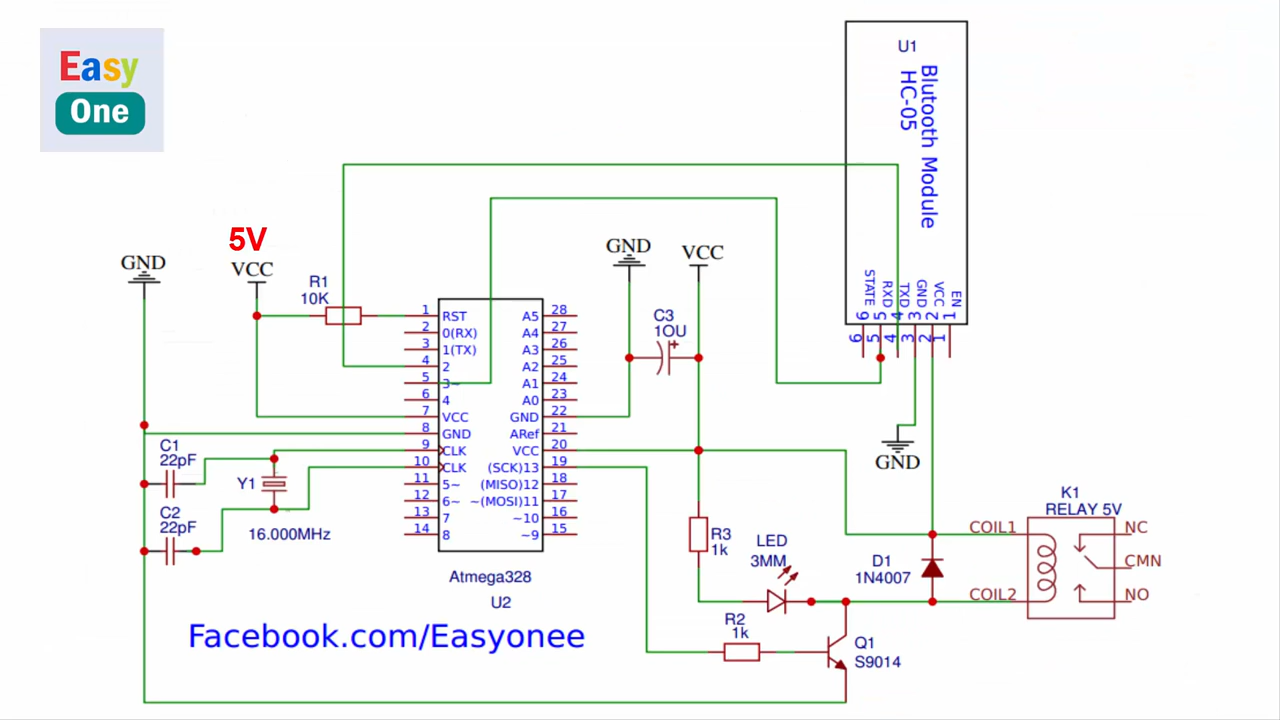 Easy
One
U1
Blutooth Module
HC-05
STATE 6
RXD 5
TXD 4
GND 3
VCC 2
EN 1
6
5
4
3
2
1
GND
5V
VCC
R1
10K
GND
VCC
C3
10U
+
1 RST
2 0(RX)
3 1(TX)
4 2
5 3~
6 4
7 VCC
8 GND
9 CLK
10 CLK
11 5~
12 6~
13 7
14 8
A5 28
A4 27
A3 26
A2 25
A1 24
A0 23
GND 22
ARef 21
VCC 20
(SCK)13 19
(MISO)12 18
~(MOSI)11 17
~10 16
~9 15
Atmega328
U2
C1
22pF
Y1
C2
22pF
16.000MHz
GND
R3
1k
LED
3MM
D1
1N4007
K1
RELAY 5V
COIL1
COIL2
NC
CMN
NO
R2
1k
Q1
S9014
Facebook.com/Easyonee